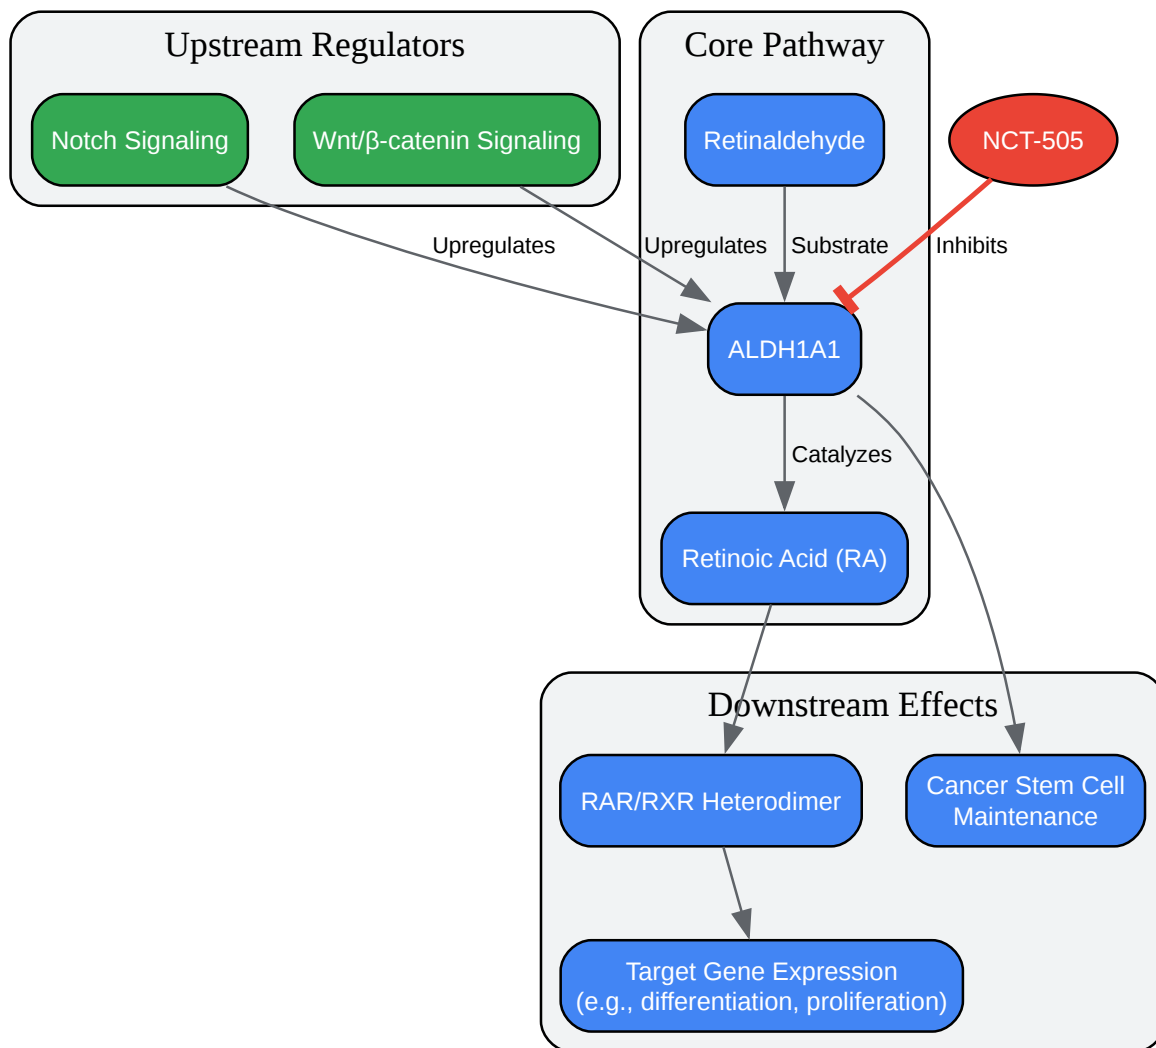 Upstream Regulators
Core Pathway
Notch Signaling
Wnt/β-catenin Signaling
Retinaldehyde
NCT-505
Upregulates
Upregulates
Substrate
Inhibits
ALDH1A1
Catalyzes
Retinoic Acid (RA)
Downstream Effects
RAR/RXR Heterodimer
Cancer Stem Cell
Maintenance
Target Gene Expression
(e.g., differentiation, proliferation)